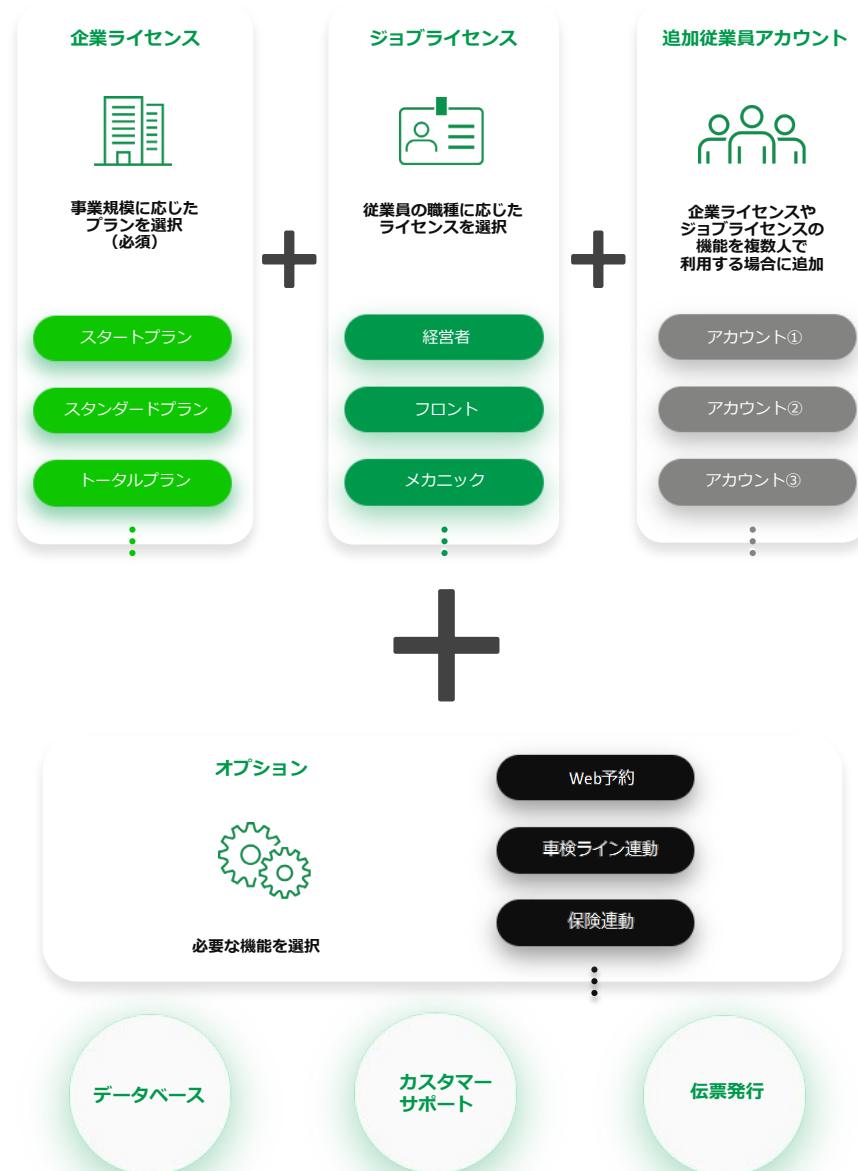 企業ライセンス
事業規模に応じた
プランを選択
（必須）
スタートプラン
スタンダードプラン
トータルプラン
ジョブライセンス
従業員の職種に応じた
ライセンスを選択
経営者
フロント
メカニック
追加従業員アカウント
企業ライセンスや
ジョブライセンスの
機能を複数人で
利用する場合に追加
アカウント①
アカウント②
アカウント③
オプション
必要な機能を選択
Web予約
車検ライン連動
保険連動
データベース
カスタマー
サポート
伝票発行